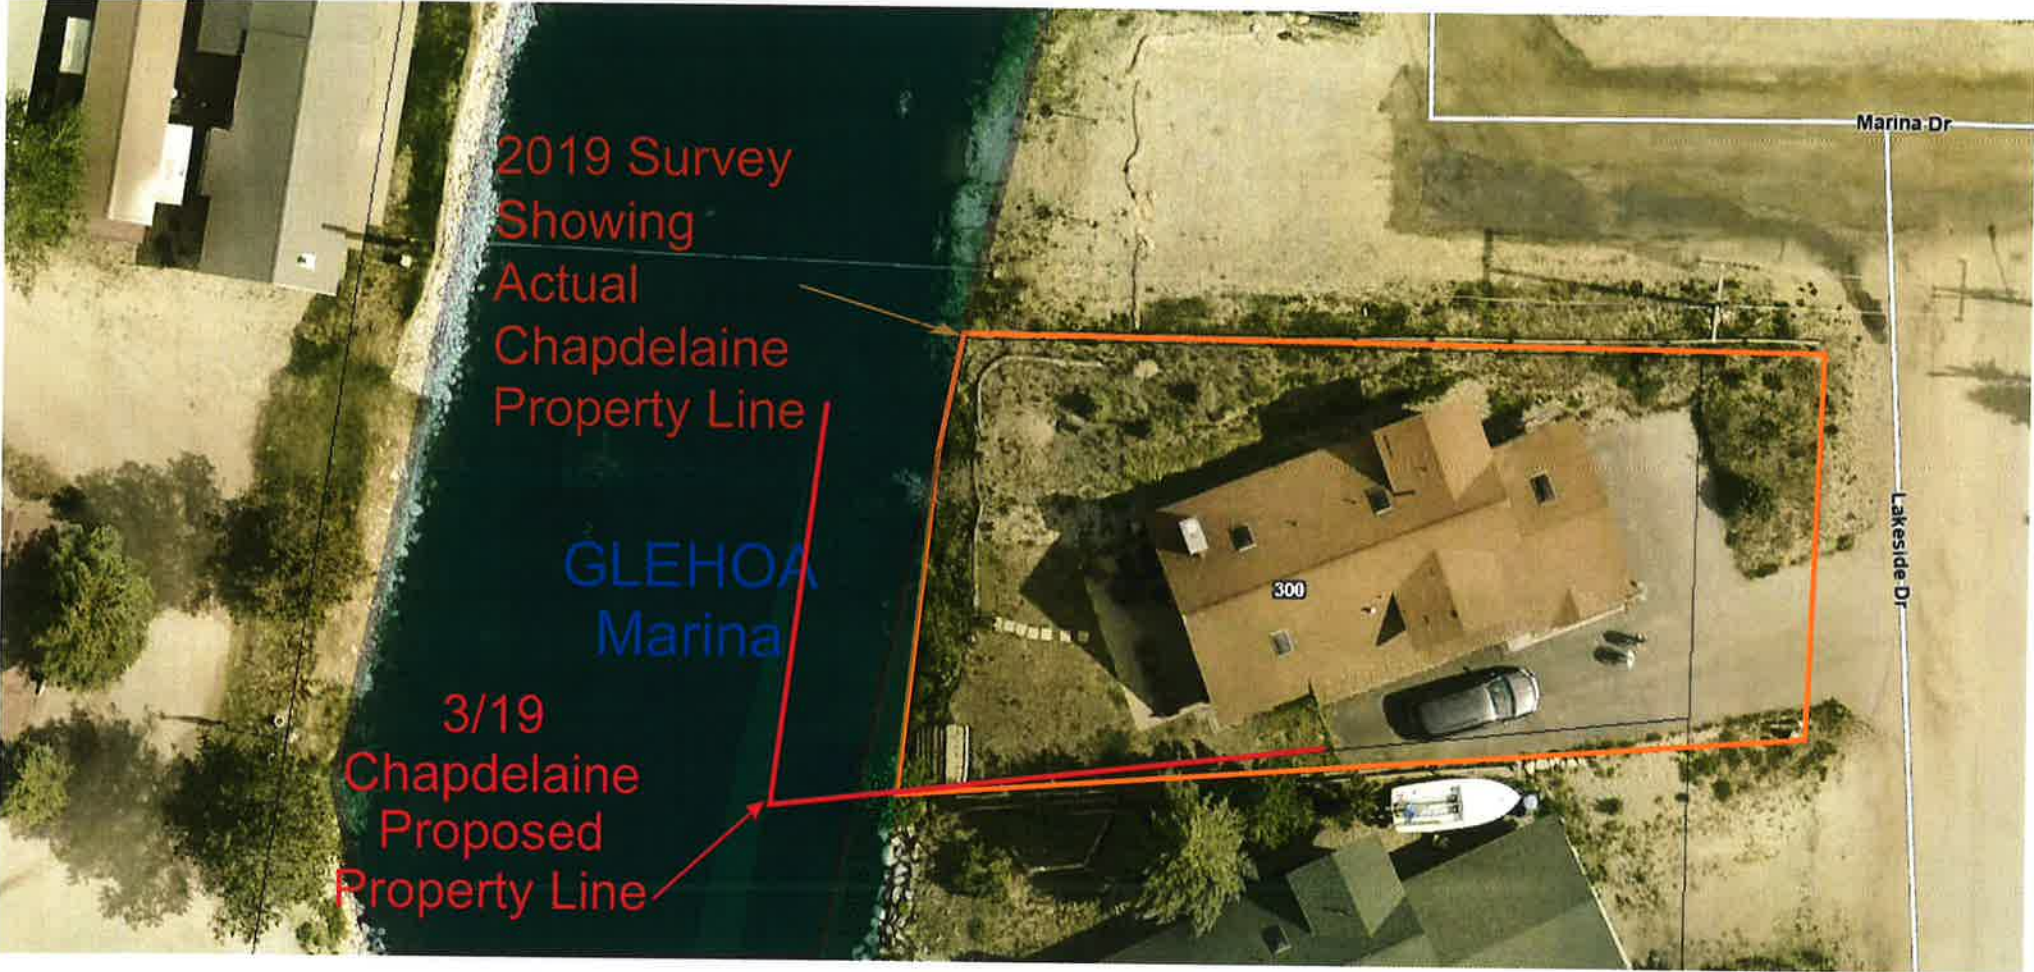 2019 Survey
Showing
Actual
Chapdelaine
Property Line
GLEHOA
Marina
3/19
Chapdelaine
Proposed
Property Line
300
Marina Dr
Lakeside Dr